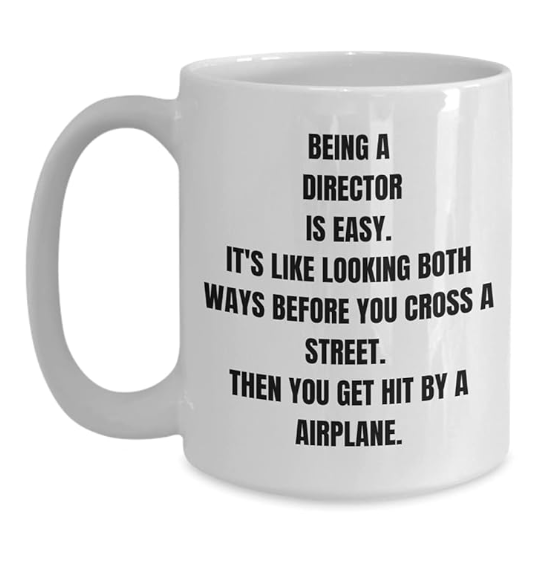 BEING A
DIRECTOR
IS EASY.
IT'S LIKE LOOKING BOTH
WAYS BEFORE YOU CROSS A
STREET.
THEN YOU GET HIT BY A
AIRPLANE.